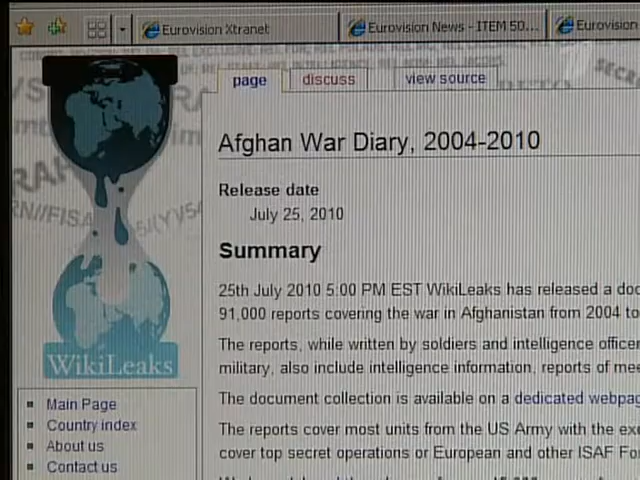 Eurovision Xtranet
Eurovision News - ITEM 50...
Eurovision
page
discuss
view source
Afghan War Diary, 2004-2010
Release date
July 25, 2010
Summary
25th July 2010 5:00 PM EST WikiLeaks has released a doc
91,000 reports covering the war in Afghanistan from 2004 to
The reports, while written by soldiers and intelligence officer
military, also include intelligence information, reports of mee
The document collection is available on a dedicated webpag
The reports cover most units from the US Army with the exc
cover top secret operations or European and other ISAF Fo
WikiLeaks
Main Page
Country index
About us
Contact us